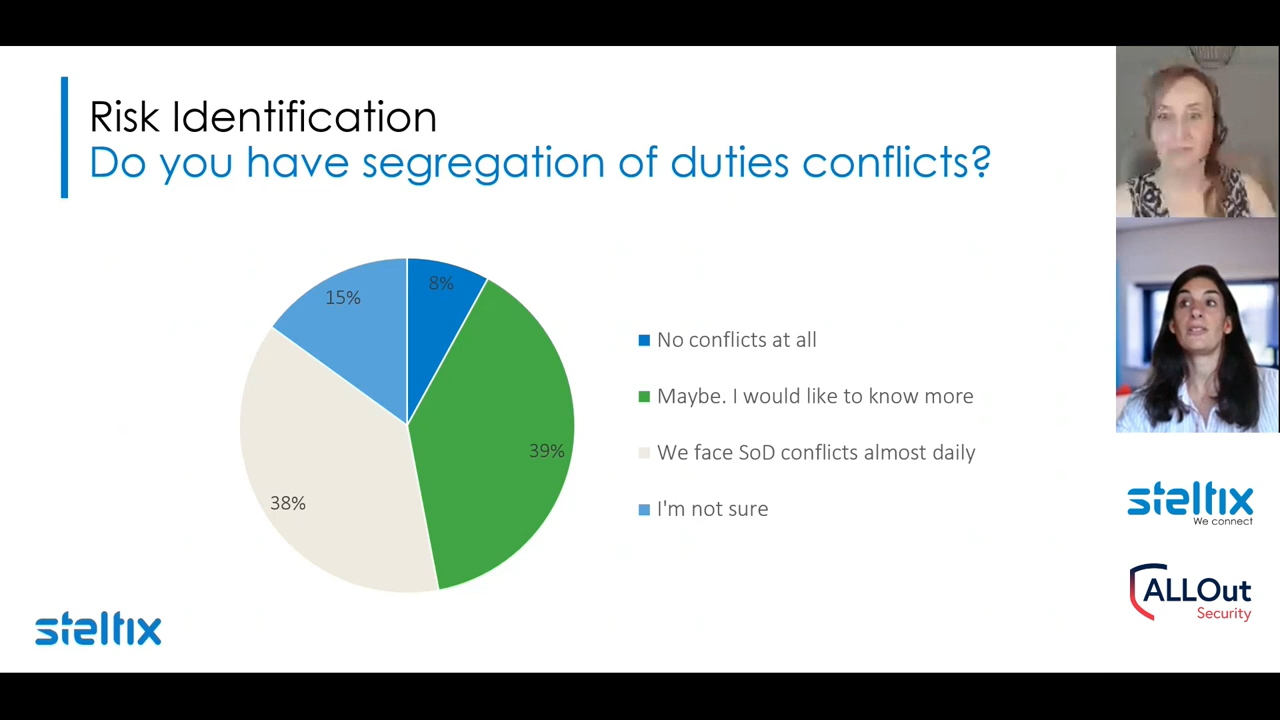 Risk Identification
Do you have segregation of duties conflicts?
8%
15%
39%
38%
No conflicts at all
Maybe. I would like to know more
We face SoD conflicts almost daily
I'm not sure
steltix
We connect
ALLOut
Security
steltix